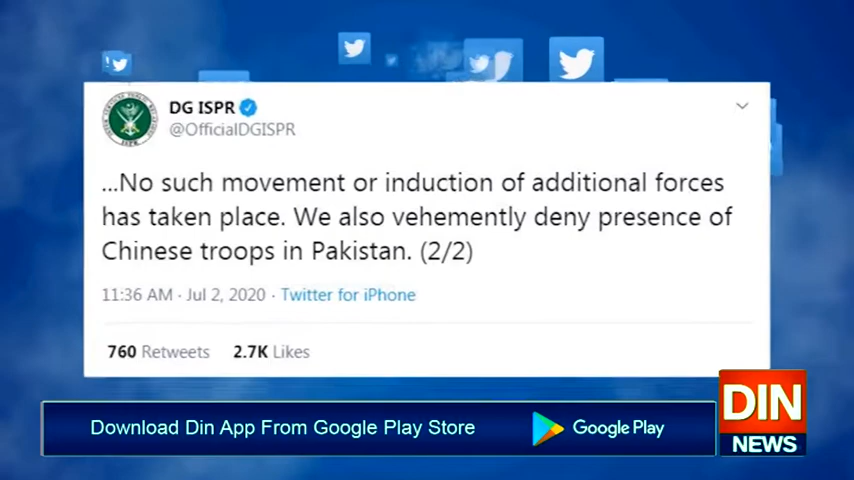 DG ISPR
@OfficialDGISPR
...No such movement or induction of additional forces
has taken place. We also vehemently deny presence of
Chinese troops in Pakistan. (2/2)
11:36 AM · Jul 2, 2020 · Twitter for iPhone
760 Retweets 2.7K Likes
Download Din App From Google Play Store
Google Play
DIN
NEWS